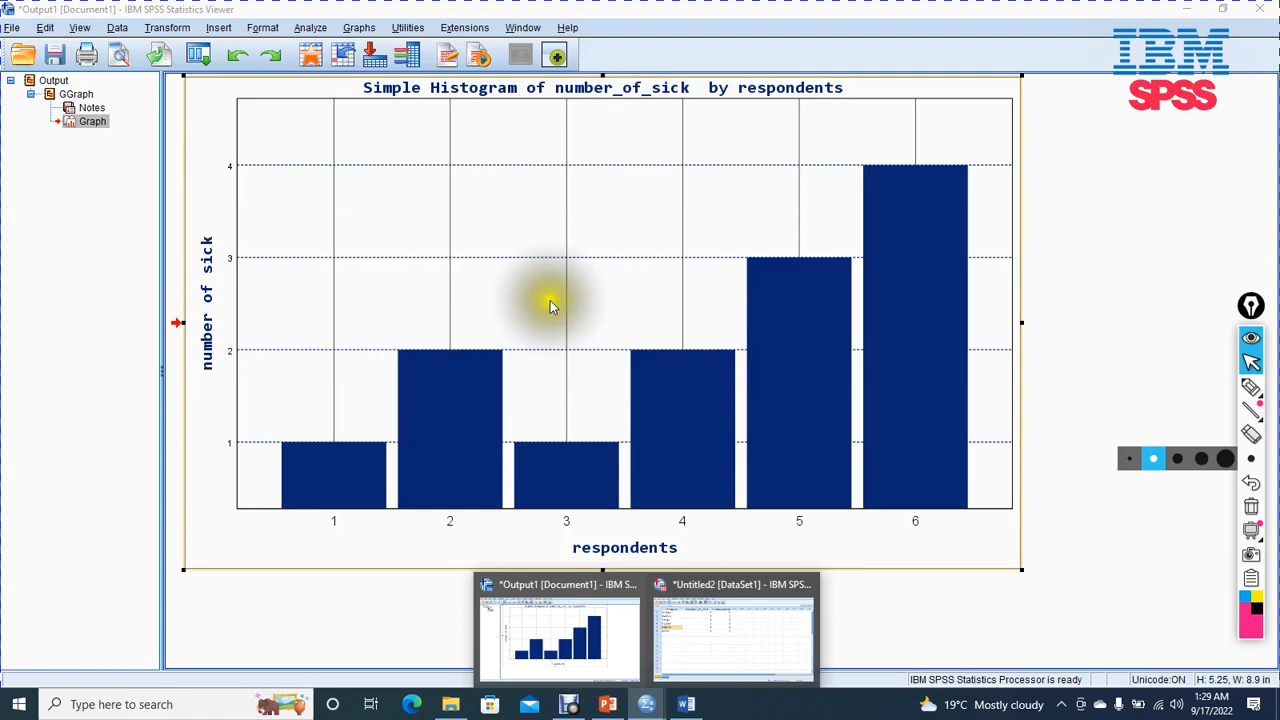 *Output1 [Document1] - IBM SPSS Statistics Viewer
File Edit View Data Transform Insert Format Analyze Graphs Utilities Extensions Window Help
IBM
SPSS
Output
GGraph
Notes
Graph
Simple Histogram of number_of_sick by respondents
number of sick
4
3
2
1
1 2 3 4 5 6
respondents
*Output1 [Document1] - IBM S...
*Untitled2 [DataSet1] - IBM SPS...
IBM SPSS Statistics Processor is ready
Unicode:ON
H: 5.25, W: 8.9 in
Type here to search
19°C Mostly cloudy
1:29 AM
9/17/2022